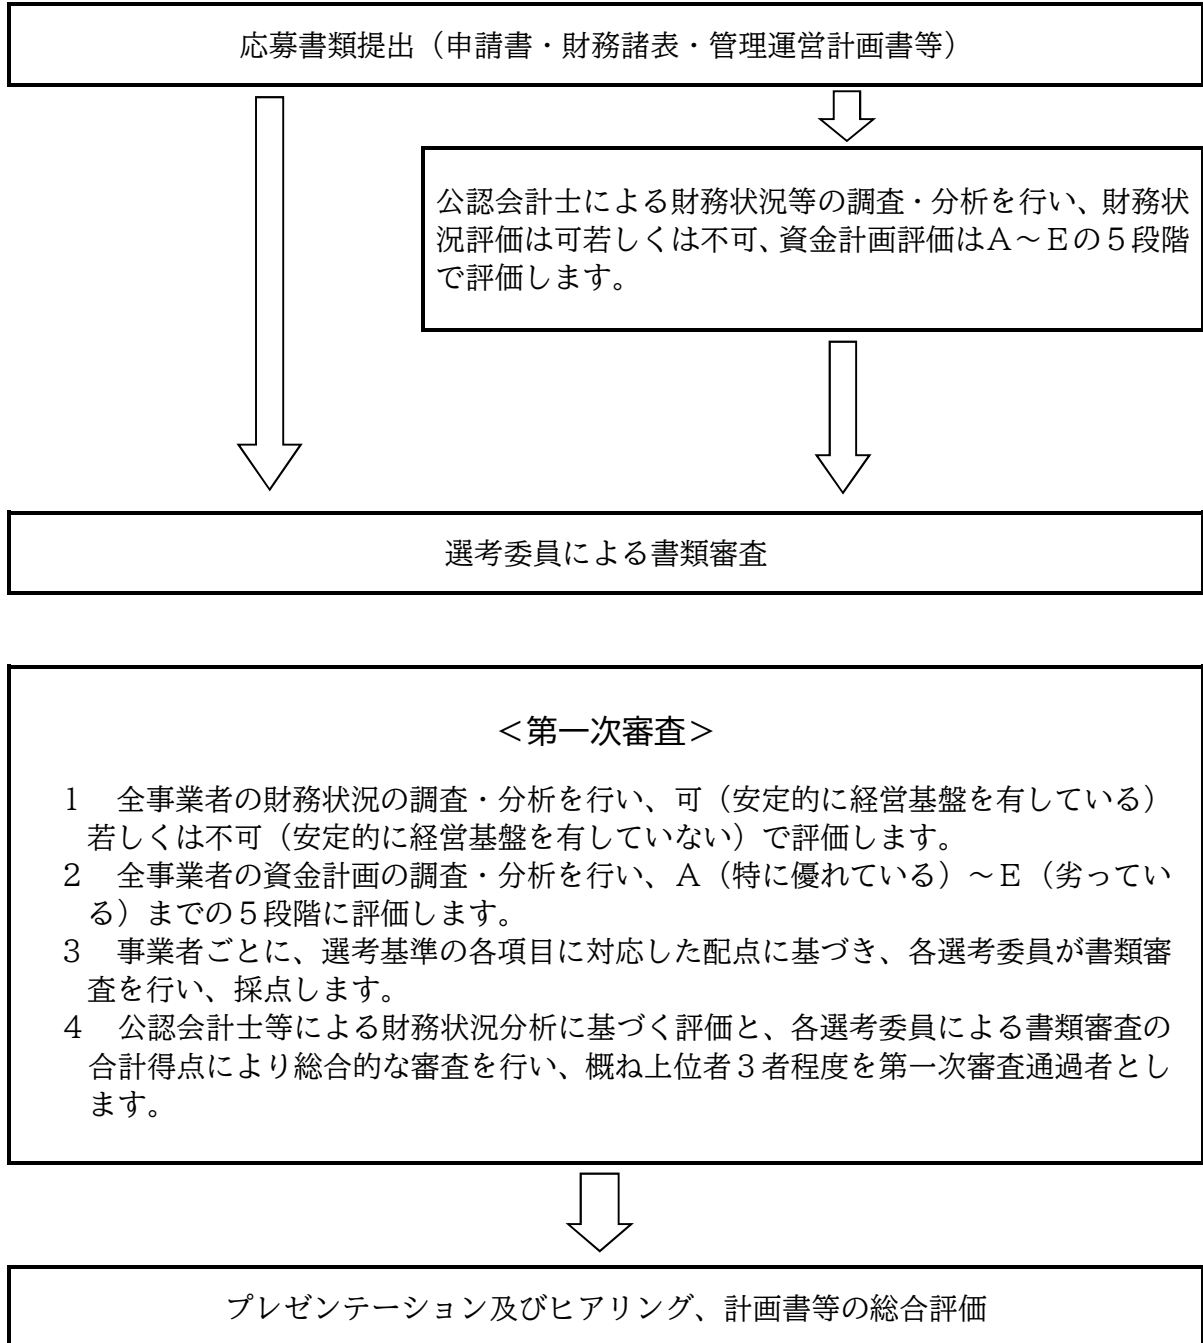 応募書類提出（申請書・財務諸表・管理運営計画書等）
公認会計士による財務状況等の調査・分析を行い、財務状
況評価は可若しくは不可、資金計画評価はＡ～Ｅの５段階
で評価します。
選考委員による書類審査
＜第一次審査＞
１　全事業者の財務状況の調査・分析を行い、可（安定的に経営基盤を有している）
若しくは不可（安定的に経営基盤を有していない）で評価します。
２　全事業者の資金計画の調査・分析を行い、Ａ（特に優れている）～Ｅ（劣ってい
る）までの５段階に評価します。
３　事業者ごとに、選考基準の各項目に対応した配点に基づき、各選考委員が書類審
査を行い、採点します。
４　公認会計士等による財務状況分析に基づく評価と、各選考委員による書類審査の
合計得点により総合的な審査を行い、概ね上位者３者程度を第一次審査通過者とし
ます。
プレゼンテーション及びヒアリング、計画書等の総合評価